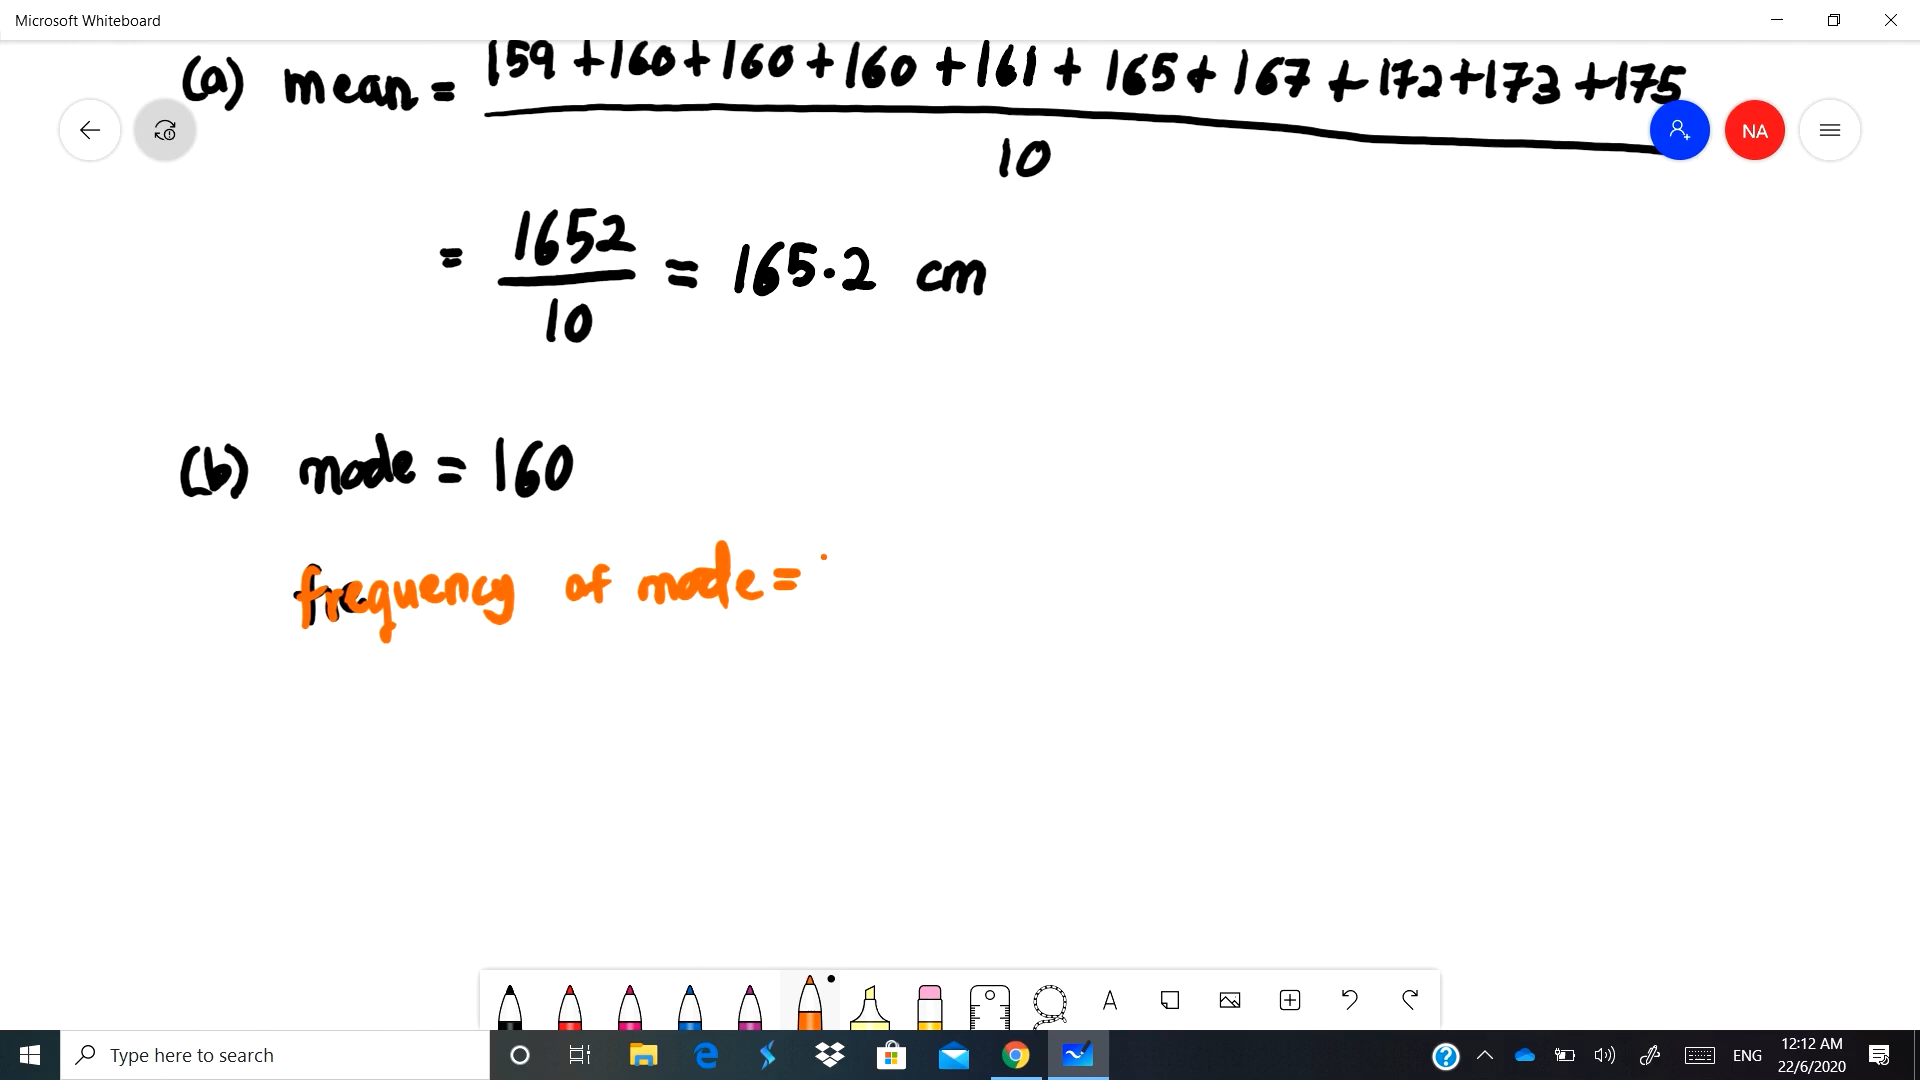 Microsoft Whiteboard
(a) mean = 159 + 160 + 160 + 160 + 161 + 165 + 167 + 172 + 173 + 175
10
NA
= 1652 = 165.2 cm
10
(b) mode = 160
frequency of mode =
A
Type here to search
ENG
12:12 AM
22/6/2020